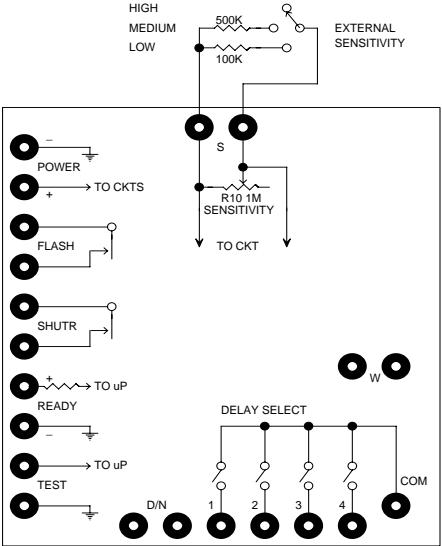 HIGH
MEDIUM
LOW
500K
100K
EXTERNAL
SENSITIVITY
S
–
POWER
+
TO CKTS
R10 1M
SENSITIVITY
TO CKT
FLASH
SHUTR
+
TO uP
READY
–
TO uP
TEST
W
DELAY SELECT
COM
D/N
1
2
3
4